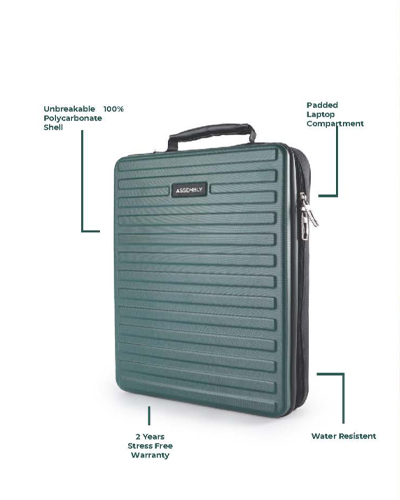 Unbreakable 100%
Polycarbonate
Shell
Padded
Laptop
Compartment
ASSEMBLY
2 Years
Stress Free
Warranty
Water Resistent